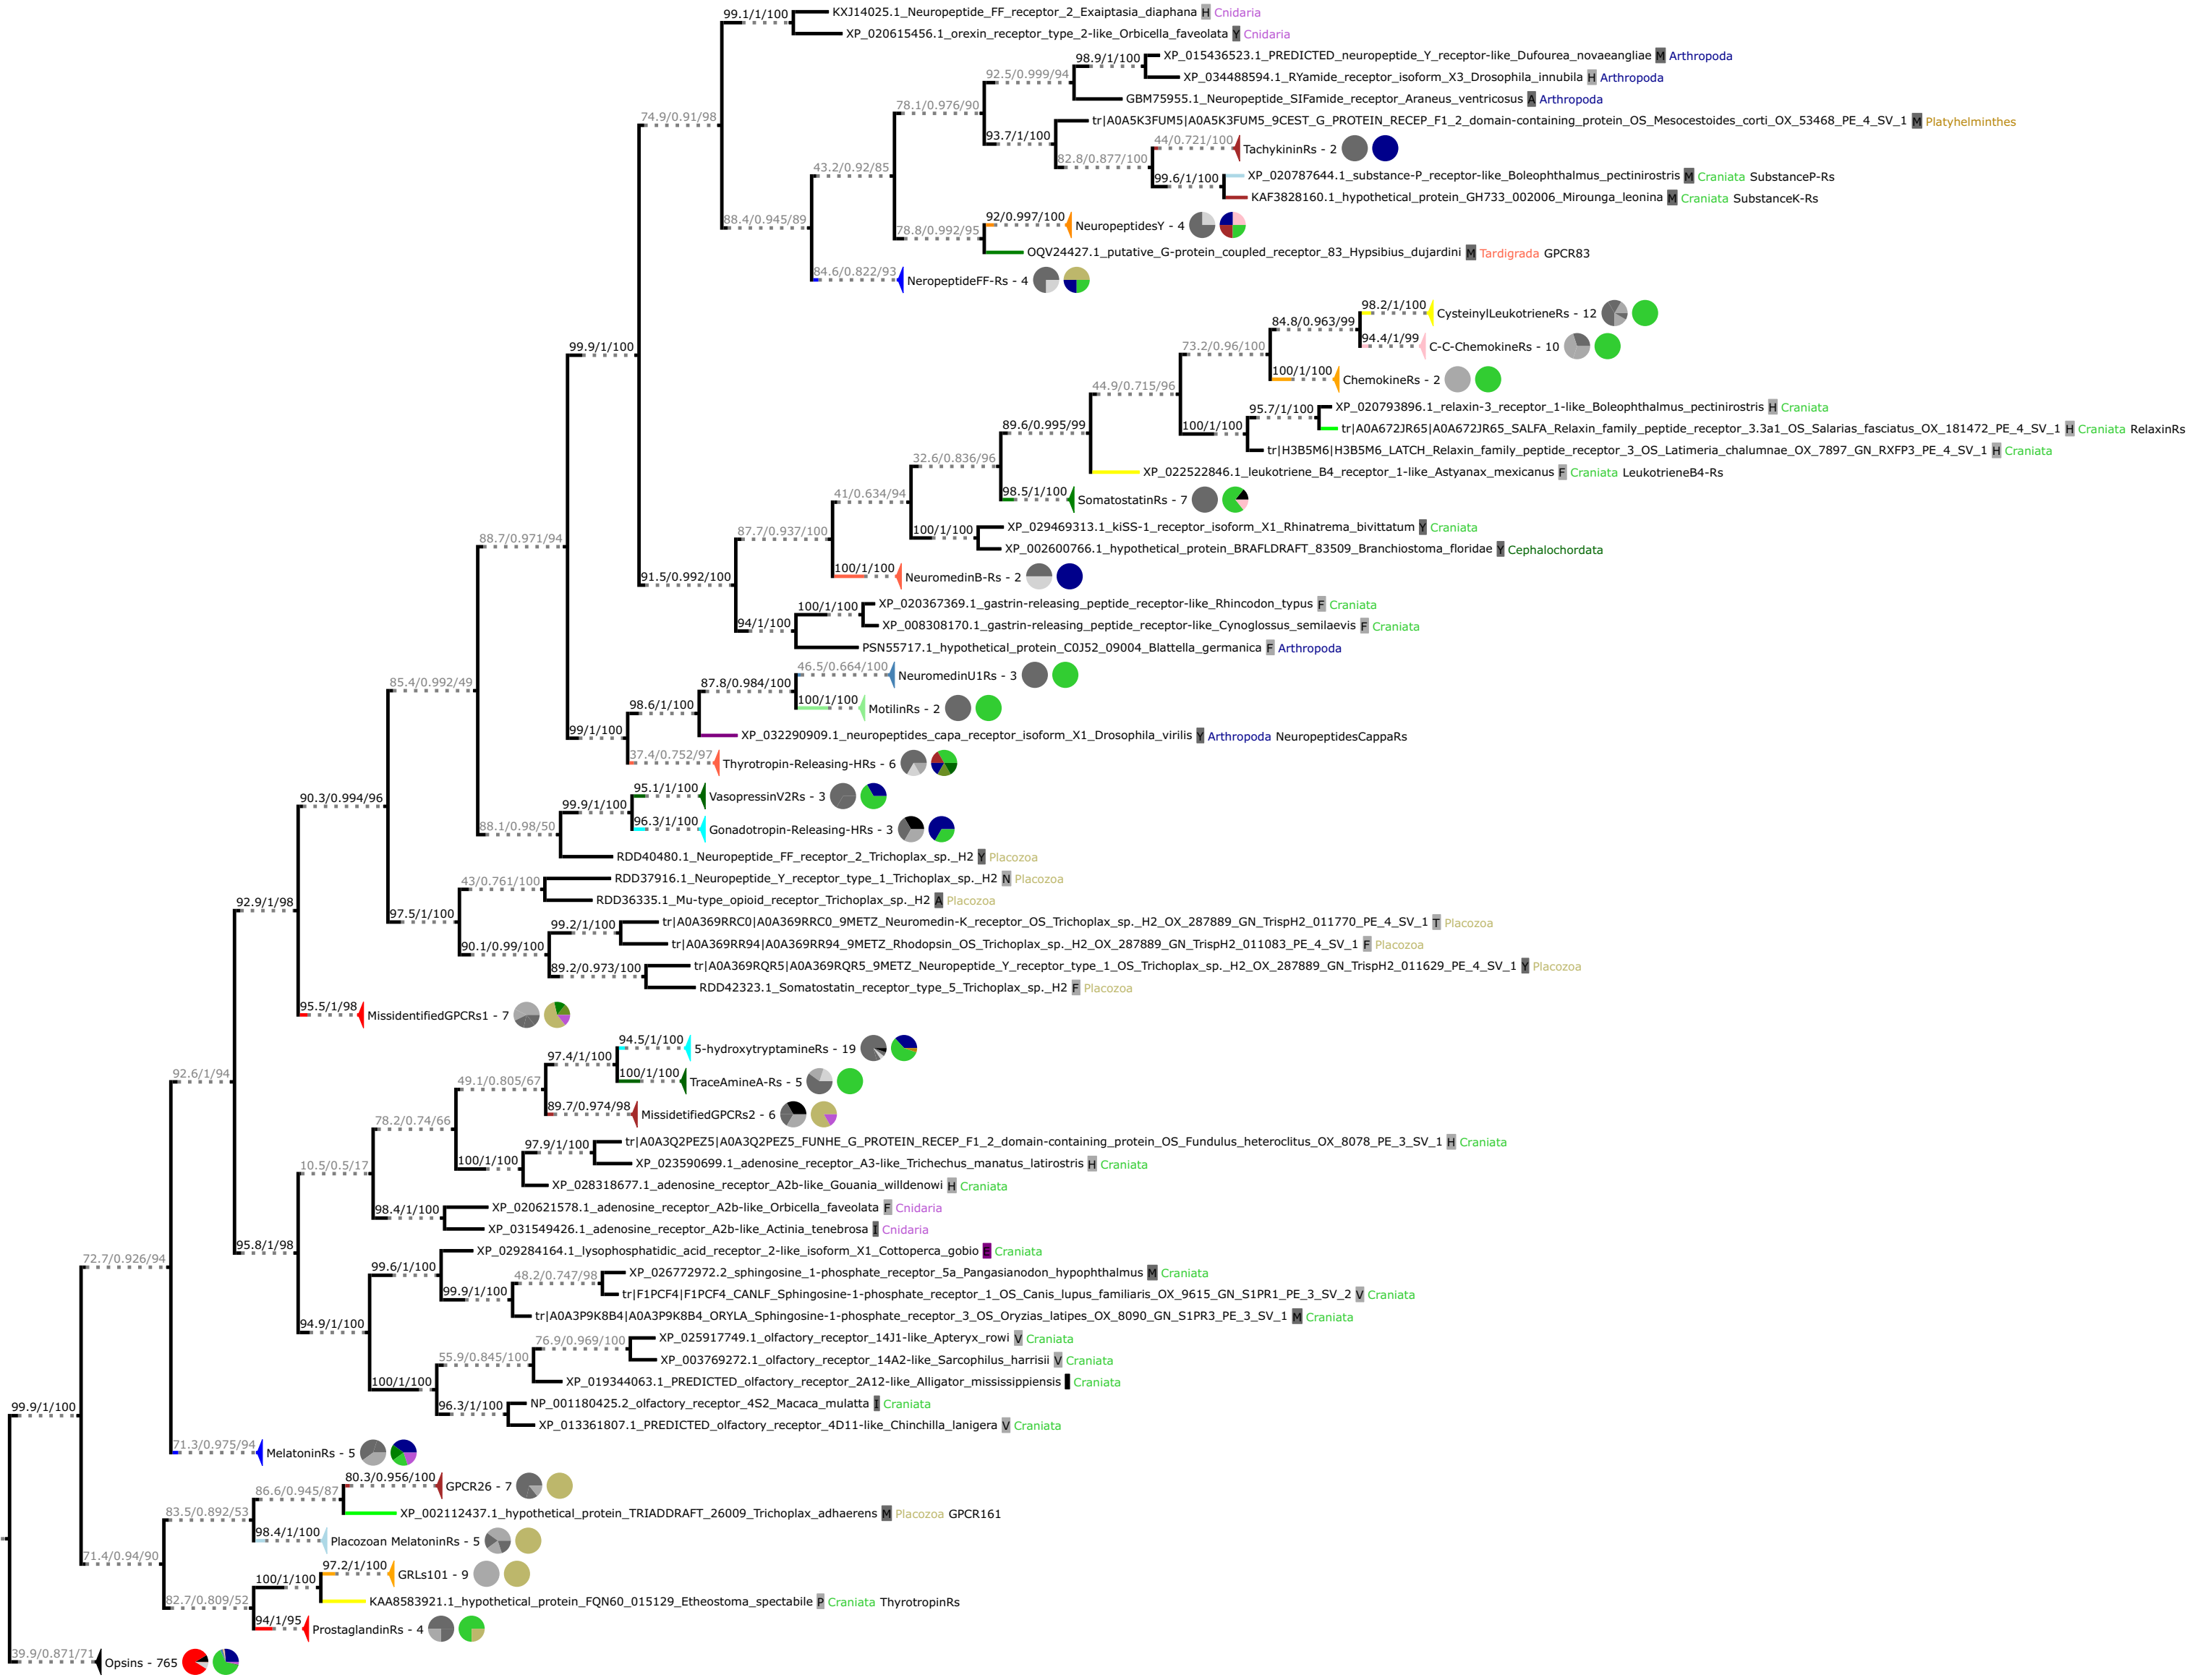 99.1/1/100
KXJ14025.1_Neuropeptide_FF_receptor_2_Exaiptasia_diaphana H Cnidaria
XP_020615456.1_orexin_receptor_type_2-like_Orbicella_faveolata Y Cnidaria
98.9/1/100 XP_015436523.1_PREDICTED_neuropeptide_Y_receptor-like_Dufourea_novaeangliae M Arthropoda
92.5/0.999/94 XP_034488594.1_RYamide_receptor_isoform_X3_Drosophila_innubila H Arthropoda
GBM75955.1_Neuropeptide_SIFamide_receptor_Araneus_ventricosus A Arthropoda
78.1/0.976/90
74.9/0.91/98
tr|A0A5K3FUM5|A0A5K3FUM5_9CEST_G_PROTEIN_RECEP_F1_2_domain-containing_protein_OS_Mesocestoides_corti_OX_53468_PE_4_SV_1 M Platyhelminthes
93.7/1/100
44/0.721/100 TachykininRs - 2
82.8/0.877/100
43.2/0.92/85
XP_020787644.1_substance-P_receptor-like_Boleophthalmus_pectinirostris M Craniata SubstanceP-Rs
99.6/1/100
KAF3828160.1_hypothetical_protein_GH733_002006_Mirounga_leonina M Craniata SubstanceK-Rs
88.4/0.945/89
92/0.997/100 NeuropeptidesY - 4
78.8/0.992/95
OQV24427.1_putative_G-protein_coupled_receptor_83_Hypsibius_dujardini M Tardigrada GPCR83
84.6/0.822/93 NeropeptideFF-Rs - 4
98.2/1/100 CysteinylLeukotrieneRs - 12
84.8/0.963/99
94.4/1/99 C-C-ChemokineRs - 10
73.2/0.96/100
99.9/1/100
100/1/100 ChemokineRs - 2
44.9/0.715/96
XP_020793896.1_relaxin-3_receptor_1-like_Boleophthalmus_pectinirostris H Craniata
95.7/1/100
tr|A0A672JR65|A0A672JR65_SALFA_Relaxin_family_peptide_receptor_3.3a1_OS_Salarias_fasciatus_OX_181472_PE_4_SV_1 H Craniata RelaxinRs
100/1/100
89.6/0.995/99
tr|H3B5M6|H3B5M6_LATCH_Relaxin_family_peptide_receptor_3_OS_Latimeria_chalumnae_OX_7897_GN_RXFP3_PE_4_SV_1 H Craniata
32.6/0.836/96
XP_022522846.1_leukotriene_B4_receptor_1-like_Astyanax_mexicanus F Craniata LeukotrieneB4-Rs
41/0.634/94
98.5/1/100 SomatostatinRs - 7
87.7/0.937/100
100/1/100 XP_029469313.1_kiSS-1_receptor_isoform_X1_Rhinatrema_bivittatum Y Craniata
88.7/0.971/94
XP_002600766.1_hypothetical_protein_BRAFLDRAFT_83509_Branchiostoma_floridae Y Cephalochordata
91.5/0.992/100
100/1/100 NeuromedinB-Rs - 2
100/1/100 XP_020367369.1_gastrin-releasing_peptide_receptor-like_Rhincodon_typus F Craniata
94/1/100
XP_008308170.1_gastrin-releasing_peptide_receptor-like_Cynoglossus_semilaevis F Craniata
PSN55717.1_hypothetical_protein_C0J52_09004_Blattella_germanica F Arthropoda
46.5/0.664/100 NeuromedinU1Rs - 3
87.8/0.984/100
85.4/0.992/49
98.6/1/100
100/1/100 MotilinRs - 2
99/1/100
XP_032290909.1_neuropeptides_capa_receptor_isoform_X1_Drosophila_virilis Y Arthropoda NeuropeptidesCappaRs
37.4/0.752/97 Thyrotropin-Releasing-HRs - 6
95.1/1/100 VasopressinV2Rs - 3
90.3/0.994/96
99.9/1/100
96.3/1/100 Gonadotropin-Releasing-HRs - 3
88.1/0.98/50
RDD40480.1_Neuropeptide_FF_receptor_2_Trichoplax_sp._H2 Y Placozoa
43/0.761/100 RDD37916.1_Neuropeptide_Y_receptor_type_1_Trichoplax_sp._H2 N Placozoa
RDD36335.1_Mu-type_opioid_receptor_Trichoplax_sp._H2 A Placozoa
92.9/1/98
97.5/1/100
99.2/1/100 tr|A0A369RRC0|A0A369RRC0_9METZ_Neuromedin-K_receptor_OS_Trichoplax_sp._H2_OX_287889_GN_TrispH2_011770_PE_4_SV_1 T Placozoa
90.1/0.99/100 tr|A0A369RR94|A0A369RR94_9METZ_Rhodopsin_OS_Trichoplax_sp._H2_OX_287889_GN_TrispH2_011083_PE_4_SV_1 F Placozoa
89.2/0.973/100 tr|A0A369RQR5|A0A369RQR5_9METZ_Neuropeptide_Y_receptor_type_1_OS_Trichoplax_sp._H2_OX_287889_GN_TrispH2_011629_PE_4_SV_1 Y Placozoa
RDD42323.1_Somatostatin_receptor_type_5_Trichoplax_sp._H2 F Placozoa
95.5/1/98 MissidentifiedGPCRs1 - 7
94.5/1/100 5-hydroxytryptamineRs - 19
97.4/1/100
92.6/1/94
100/1/100 TraceAmineA-Rs - 5
49.1/0.805/67
89.7/0.974/98 MissidetifiedGPCRs2 - 6
78.2/0.74/66
97.9/1/100 tr|A0A3Q2PEZ5|A0A3Q2PEZ5_FUNHE_G_PROTEIN_RECEP_F1_2_domain-containing_protein_OS_Fundulus_heteroclitus_OX_8078_PE_3_SV_1 H Craniata
100/1/100 XP_023590699.1_adenosine_receptor_A3-like_Trichechus_manatus_latirostris H Craniata
10.5/0.5/17
XP_028318677.1_adenosine_receptor_A2b-like_Gouania_willdenowi H Craniata
98.4/1/100 XP_020621578.1_adenosine_receptor_A2b-like_Orbicella_faveolata F Cnidaria
XP_031549426.1_adenosine_receptor_A2b-like_Actinia_tenebrosa I Cnidaria
95.8/1/98
XP_029284164.1_lysophosphatidic_acid_receptor_2-like_isoform_X1_Cottoperca_gobio E Craniata
72.7/0.926/94
99.6/1/100
48.2/0.747/98 XP_026772972.2_sphingosine_1-phosphate_receptor_5a_Pangasianodon_hypophthalmus M Craniata
99.9/1/100 tr|F1PCF4|F1PCF4_CANLF_Sphingosine-1-phosphate_receptor_1_OS_Canis_lupus_familiaris_OX_9615_GN_S1PR1_PE_3_SV_2 V Craniata
tr|A0A3P9K8B4|A0A3P9K8B4_ORYLA_Sphingosine-1-phosphate_receptor_3_OS_Oryzias_latipes_OX_8090_GN_S1PR3_PE_3_SV_1 M Craniata
94.9/1/100
76.9/0.969/100 XP_025917749.1_olfactory_receptor_14J1-like_Apteryx_rowi V Craniata
55.9/0.845/100 XP_003769272.1_olfactory_receptor_14A2-like_Sarcophilus_harrisii V Craniata
100/1/100 XP_019344063.1_PREDICTED_olfactory_receptor_2A12-like_Alligator_mississippiensis Craniata
96.3/1/100 NP_001180425.2_olfactory_receptor_4S2_Macaca_mulatta I Craniata
99.9/1/100
XP_013361807.1_PREDICTED_olfactory_receptor_4D11-like_Chinchilla_lanigera V Craniata
71.3/0.975/94 MelatoninRs - 5
80.3/0.956/100 GPCR26 - 7
86.6/0.945/87
83.5/0.892/53
XP_002112437.1_hypothetical_protein_TRIADDRAFT_26009_Trichoplax_adhaerens M Placozoa GPCR161
98.4/1/100 Placozoan MelatoninRs - 5
71.4/0.94/90
97.2/1/100 GRLs101 - 9
100/1/100
82.7/0.809/52
KAA8583921.1_hypothetical_protein_FQN60_015129_Etheostoma_spectabile P Craniata ThyrotropinRs
94/1/95 ProstaglandinRs - 4
39.9/0.871/71 Opsins - 765